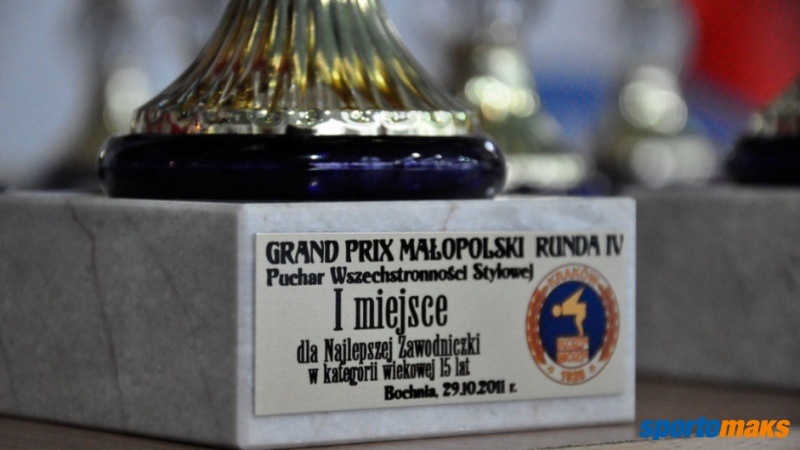 GRAND PRIX MAŁOPOLSKI RUNDA IV
Puchar Wszechstronności Stylowej
I miejsce
dla Najlepszej Zawodniczki
w kategorii wiekowej 15 lat
Bochnia, 29.10.2011 r.
KRAKÓW
sportomaks